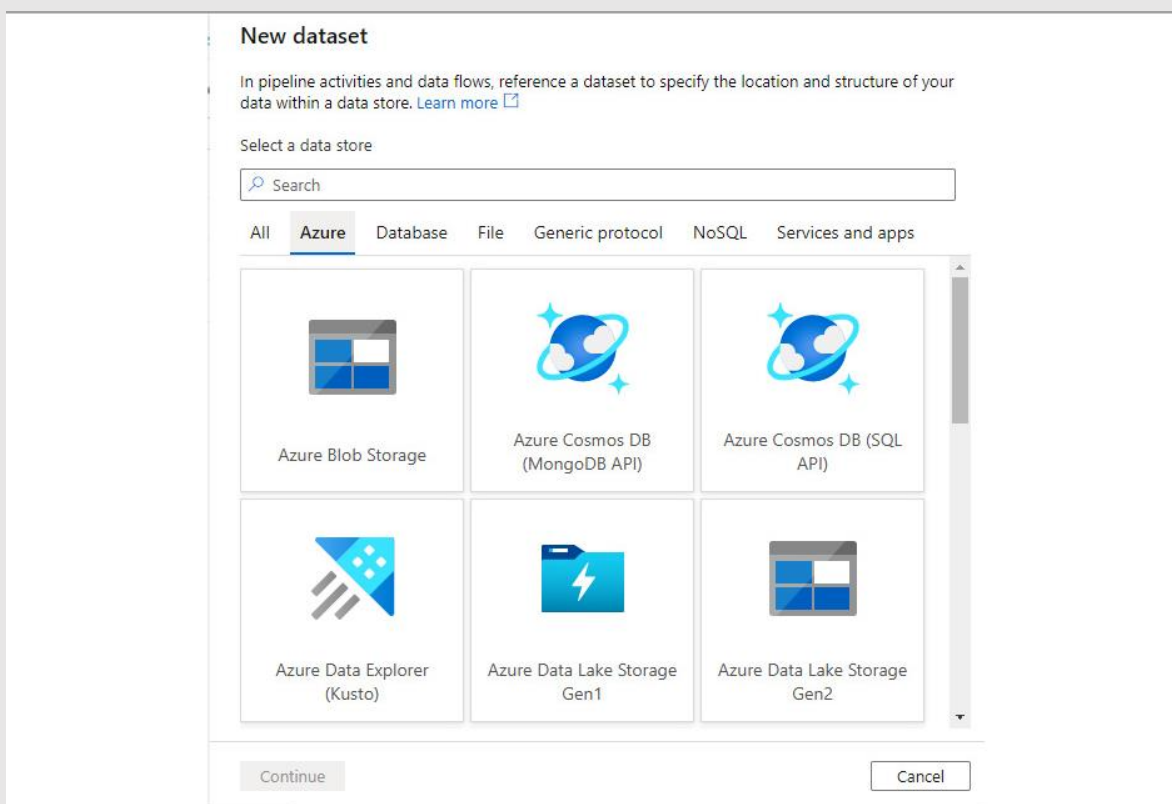 New dataset
In pipeline activities and data flows, reference a dataset to specify the location and structure of your
data within a data store. Learn more
Select a data store
Search
All Azure Database File Generic protocol NoSQL Services and apps
Azure Blob Storage
Azure Cosmos DB
(MongoDB API)
Azure Cosmos DB (SQL
API)
Azure Data Explorer
(Kusto)
Azure Data Lake Storage
Gen1
Azure Data Lake Storage
Gen2
Continue
Cancel